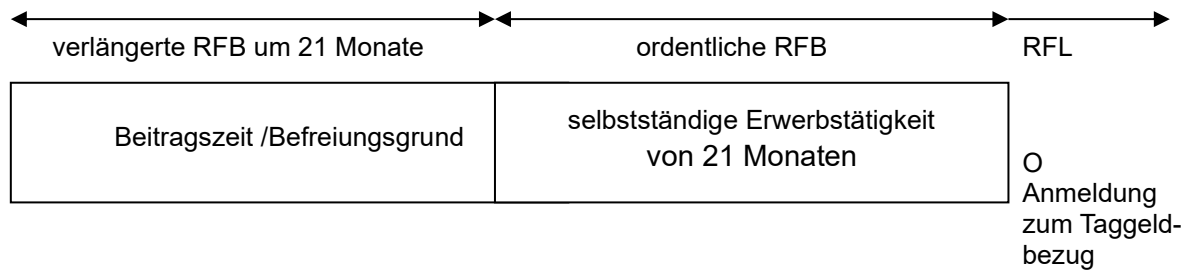 verlängerte RFB um 21 Monate
ordentliche RFB
RFL
Beitragszeit /Befreiungsgrund
selbstständige Erwerbstätigkeit
von 21 Monaten
O
Anmeldung
zum Taggeld-
bezug